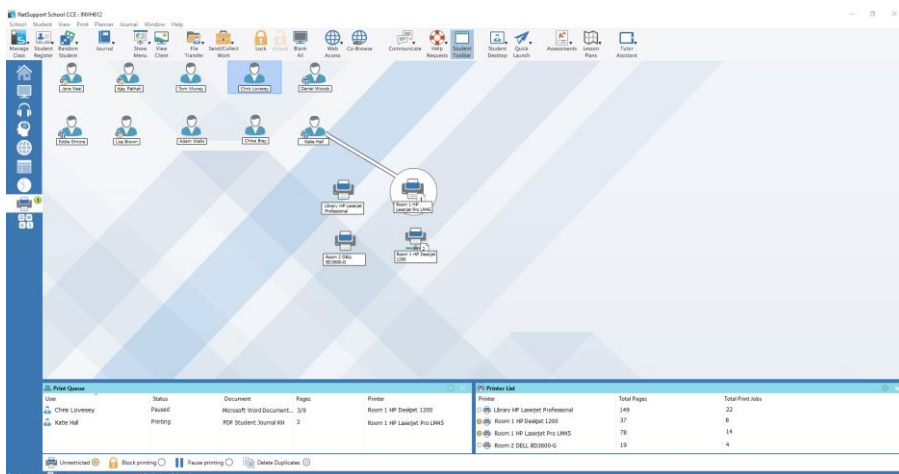 NetSupport School CCE : INVH612
School Student View Print Planner Journal Window Help
Manage Class
Student Register
Random Student
Journal
Show Menu
View Client
File Transfer
Send/Collect Work
Lock
Unlock
Blank All
Web Access
Co-Browse
Communicate
Help Requests
Student Toolbar
Student Desktop
Quick Launch
Assessments
Lesson Plans
Tutor Assistant
Jane Neal
Ajay Pathak
Tom Murray
Chris Lovesey
Daniel Woods
Eddie Elmore
Lisa Brown
Adam Wallis
Chloe Bray
Kate Hall
Library HP Laserjet
Professional
1
Room 1 HP
Laserjet Pro LM45
Room 2 DELL
BD3800-G
2
Room 1 HP Deskjet
1200
Print Queue
User Status Document Pages Printer
Chris Lovesey Paused Microsoft Word Document... 3/9 Room 1 HP Deskjet 1200
Kate Hall Printing PDF Student Journal KH 3 Room 1 HP Laserjet Pro LM45
Printer List
Printer Total Pages Total Print Jobs
Library HP Laserjet Professional 149 22
Room 1 HP Deskjet 1200 37 8
Room 1 HP Laserjet Pro LM45 78 14
Room 2 DELL BD3800-G 19 4
Unrestricted Block printing Pause printing Delete Duplicates